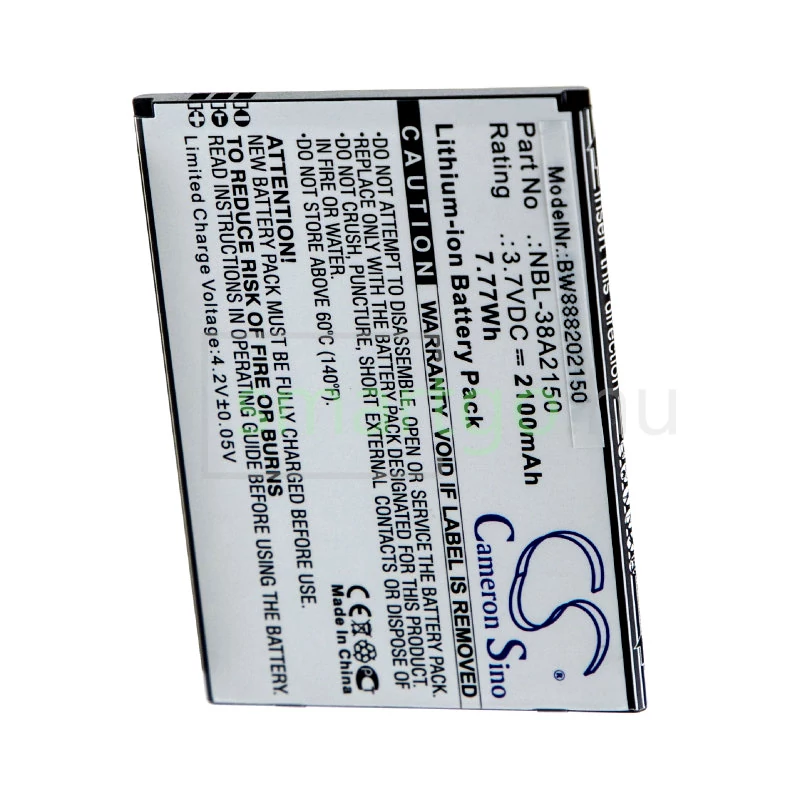 ModelNr.:BW888202150
Part No .: NBL-38A2150
Rating .: 3.7VDC ⎓ 2100mAh
7.77Wh
Lithium-ion Battery Pack
CS ®
Cameron Sino
CAUTION WARRANTY VOID IF LABEL IS REMOVED
•DO NOT ATTEMPT TO DISASSEMBLE, OPEN OR SERVICE THE BATTERY PACK.
•REPLACE ONLY WITH THE BATTERY PACK DESIGNATED FOR THIS PRODUCT.
•DO NOT CRUSH, PUNCTURE, SHORT EXTERNAL CONTACTS OR DISPOSE OF
•DO NOT STORE ABOVE 60°C (140°F).
CE
Made In China
ATTENTION!
NEW BATTERY PACK MUST BE FULLY CHARGED BEFORE USE
TO REDUCE RISK OF FIRE OR BURNS
READ INSTRUCTIONS IN OPERATING GUIDE BEFORE USING THE BATTERY
Limited Charge Voltage:4.2V±0.05V
Insert this